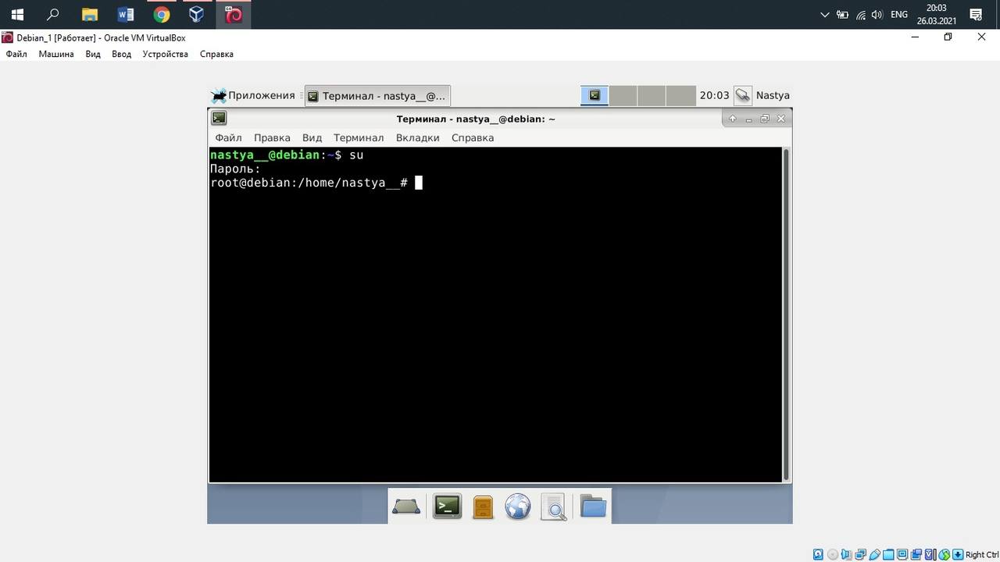 20:03
ENG
26.03.2021
Debian_1 [Работает] - Oracle VM VirtualBox
Файл Машина Вид Ввод Устройства Справка
Приложения Терминал - nastya__@... 20:03 Nastya
Терминал - nastya__@debian: ~
Файл Правка Вид Терминал Вкладки Справка
nastya__@debian:~$ su
Пароль:
root@debian:/home/nastya__#
Right Ctrl